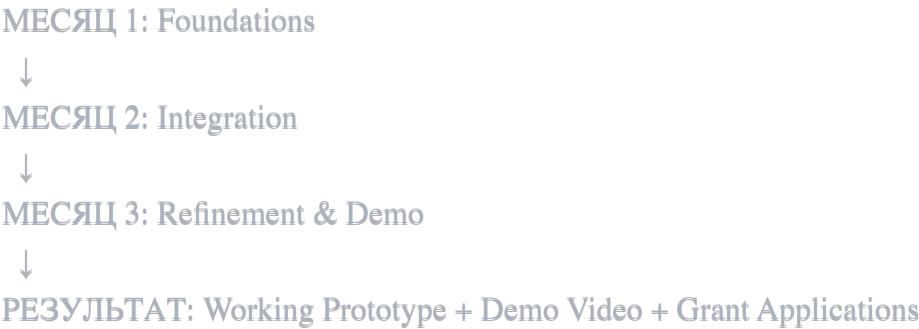 МЕСЯЦ 1: Foundations
↓
МЕСЯЦ 2: Integration
↓
МЕСЯЦ 3: Refinement & Demo
↓
РЕЗУЛЬТАТ: Working Prototype + Demo Video + Grant Applications